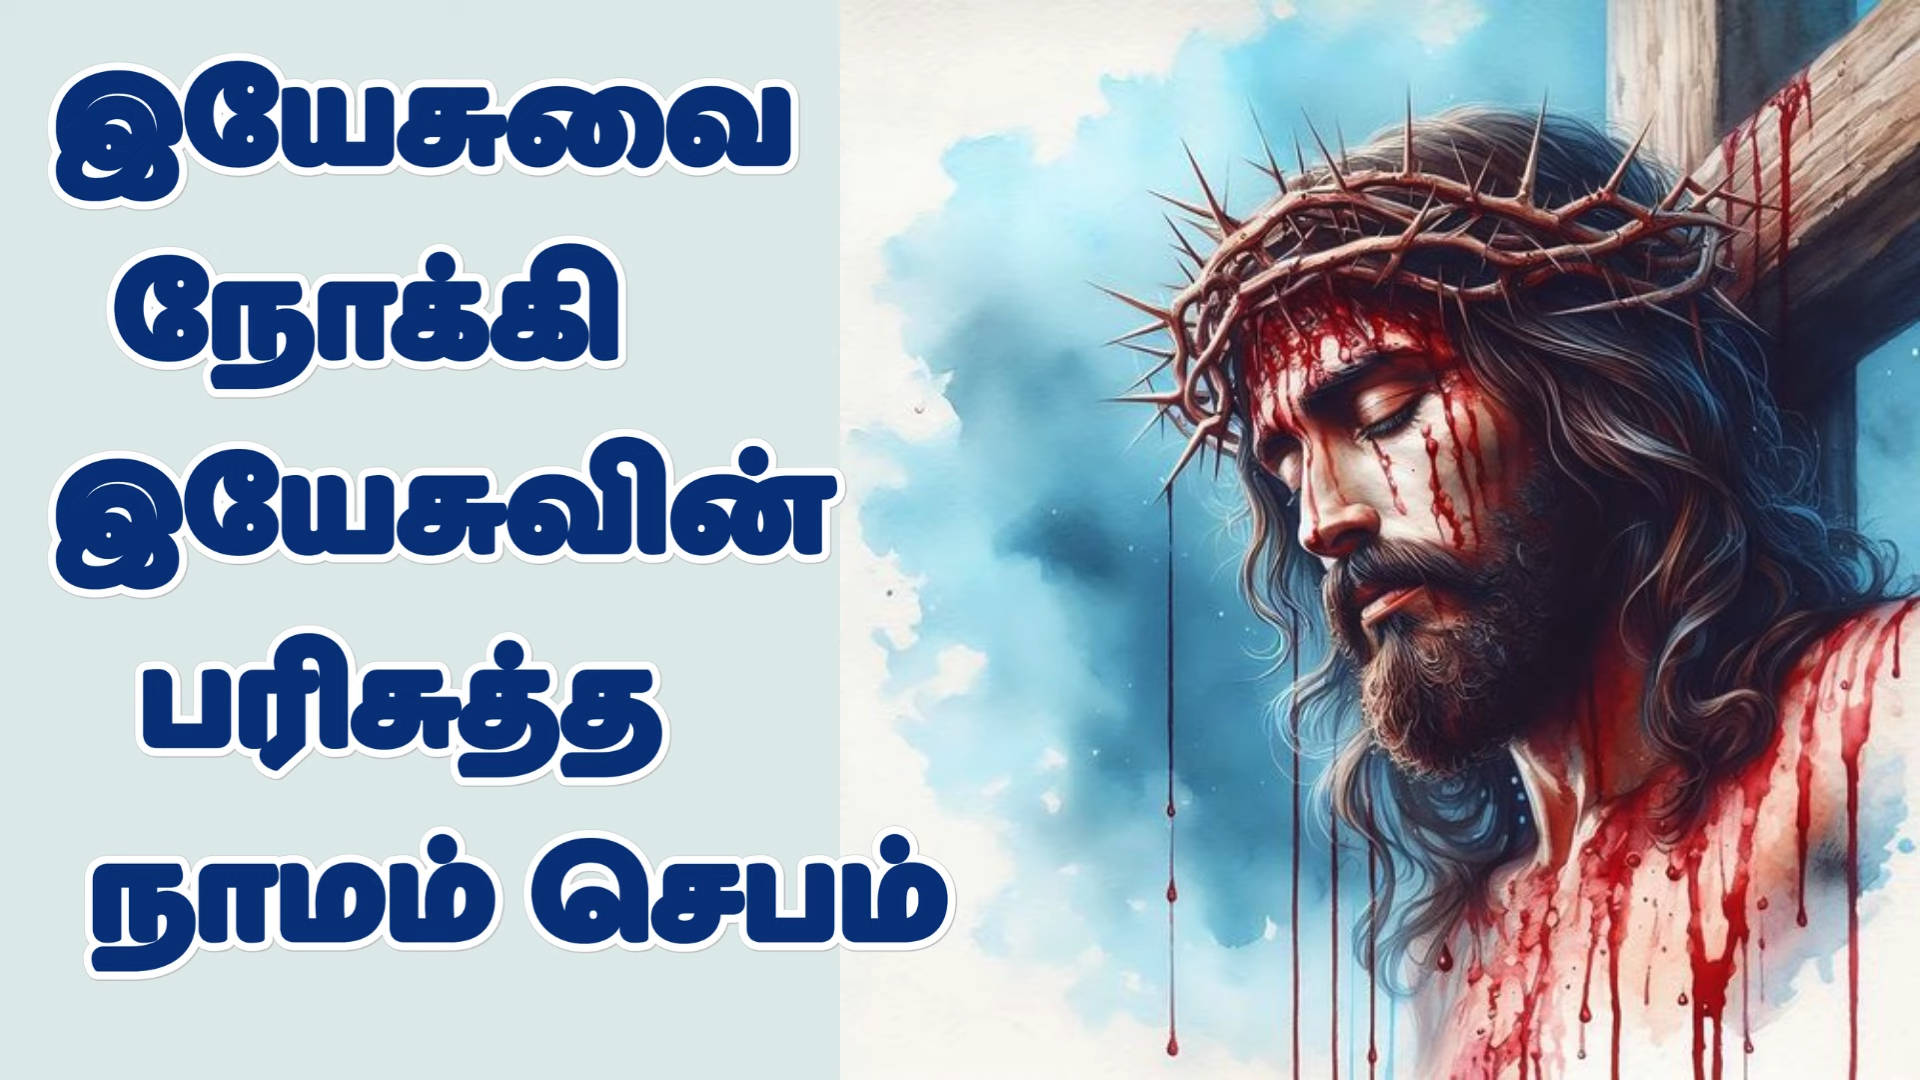 இயேசுவை
நோக்கி
இயேசுவின்
பரிசுத்த
நாமம் செபம்